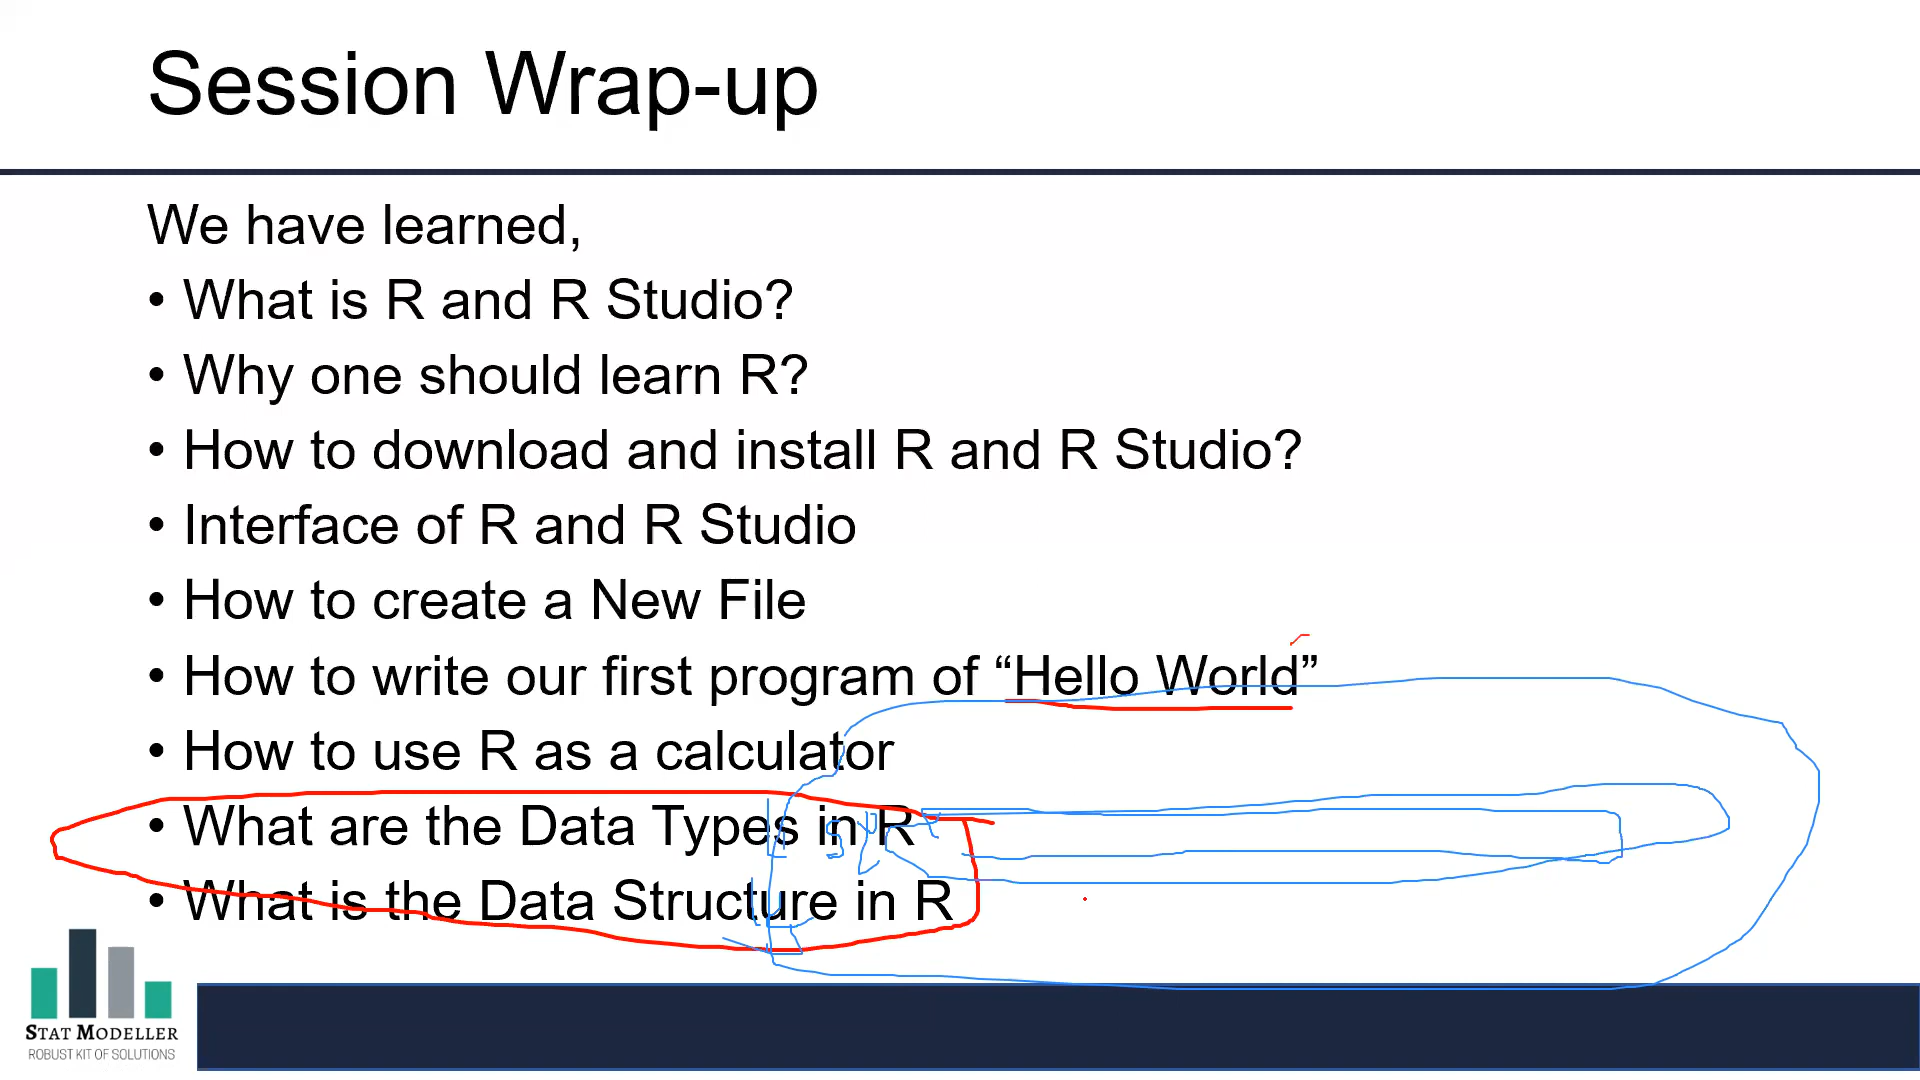 Session Wrap-up
We have learned,
• What is R and R Studio?
• Why one should learn R?
• How to download and install R and R Studio?
• Interface of R and R Studio
• How to create a New File
• How to write our first program of “Hello World”
• How to use R as a calculator
• What are the Data Types in R
• What is the Data Structure in R
STAT MODELLER
ROBUST KIT OF SOLUTIONS